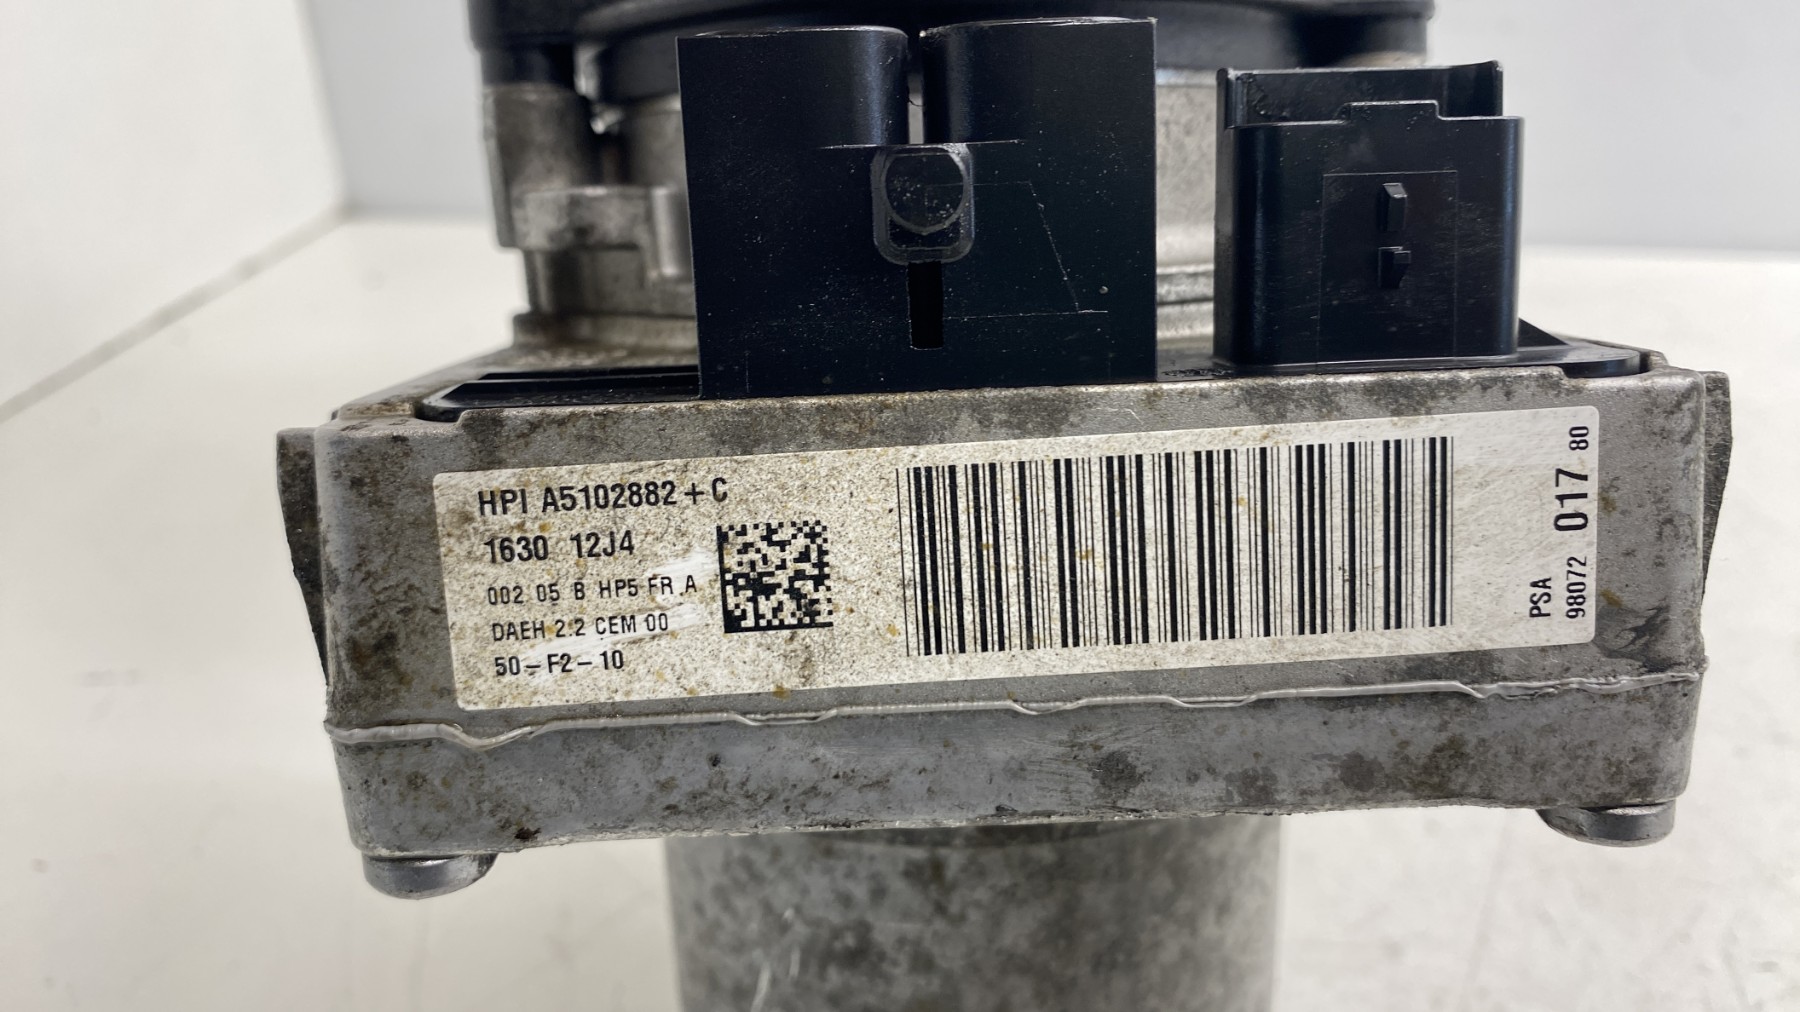 HPI A5102882+C
1630 12J4
002 05 B HP5 FR.A
DAEH 2.2 CEM 00
50-F2-10
PSA
98072 017 80